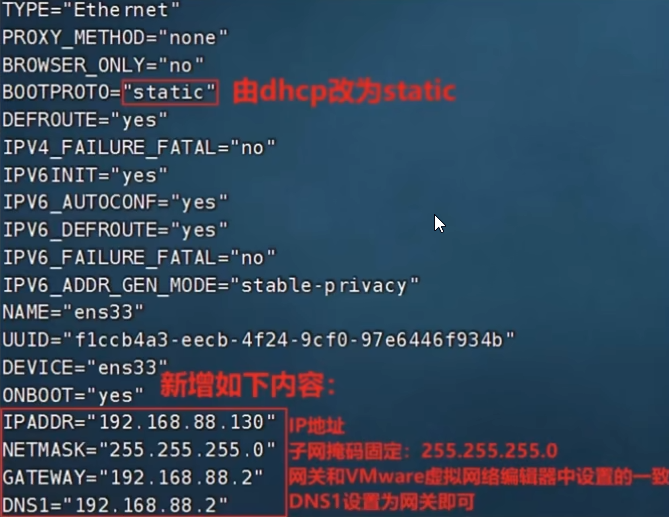 TYPE="Ethernet"
PROXY_METHOD="none"
BROWSER_ONLY="no"
BOOTPROTO="static" 由dhcp改为static
DEFROUTE="yes"
IPV4_FAILURE_FATAL="no"
IPV6INIT="yes"
IPV6_AUTOCONF="yes"
IPV6_DEFROUTE="yes"
IPV6_FAILURE_FATAL="no"
IPV6_ADDR_GEN_MODE="stable-privacy"
NAME="ens33"
UUID="f1ccb4a3-eecb-4f24-9cf0-97e6446f934b"
DEVICE="ens33"
ONBOOT="yes" 新增如下内容：
IPADDR="192.168.88.130" IP地址
NETMASK="255.255.255.0" 子网掩码固定：255.255.255.0
GATEWAY="192.168.88.2" 网关和VMware虚拟网络编辑器中设置的一致
DNS1="192.168.88.2" DNS1设置为网关即可